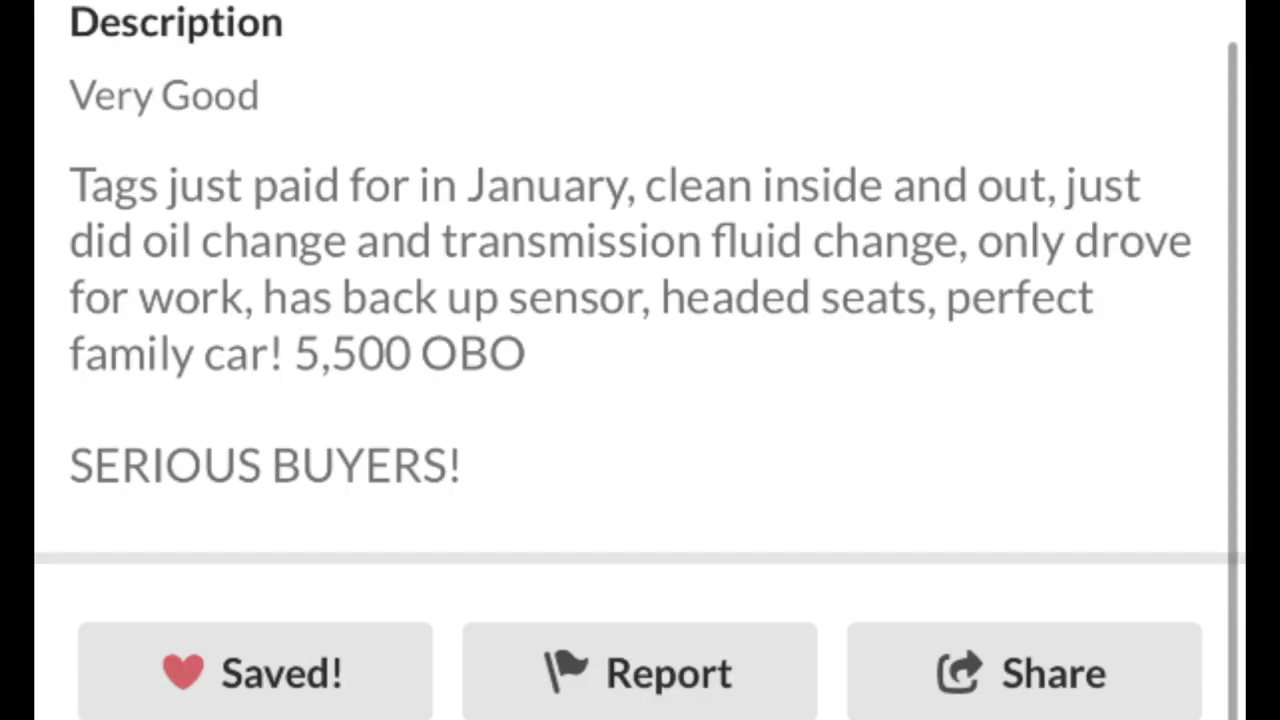 Description
Very Good
Tags just paid for in January, clean inside and out, just
did oil change and transmission fluid change, only drove
for work, has back up sensor, headed seats, perfect
family car! 5,500 OBO
SERIOUS BUYERS!
Saved!
Report
Share